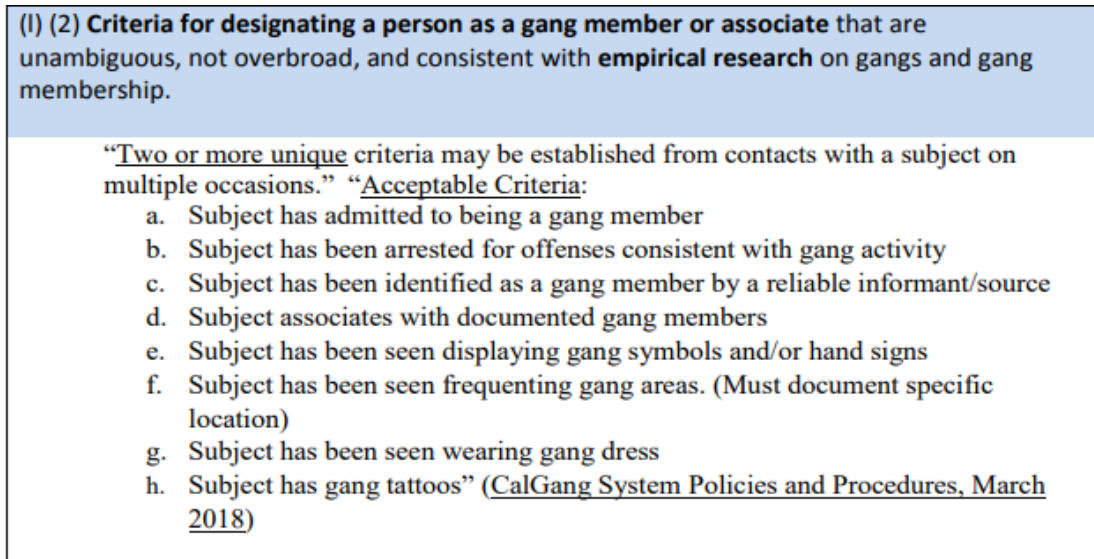 (l) (2) Criteria for designating a person as a gang member or associate that are
unambiguous, not overbroad, and consistent with empirical research on gangs and gang
membership.
“Two or more unique criteria may be established from contacts with a subject on
multiple occasions.” “Acceptable Criteria:
a. Subject has admitted to being a gang member
b. Subject has been arrested for offenses consistent with gang activity
c. Subject has been identified as a gang member by a reliable informant/source
d. Subject associates with documented gang members
e. Subject has been seen displaying gang symbols and/or hand signs
f. Subject has been seen frequenting gang areas. (Must document specific
location)
g. Subject has been seen wearing gang dress
h. Subject has gang tattoos” (CalGang System Policies and Procedures, March
2018)